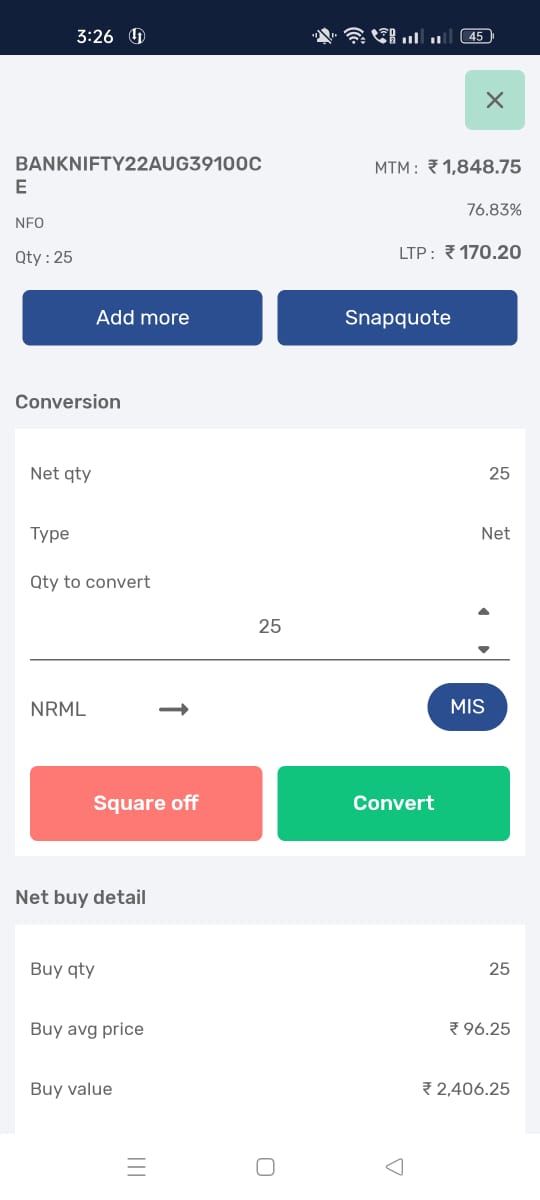 3:26
45
BANKNIFTY22AUG39100C
E
MTM : ₹ 1,848.75
76.83%
NFO
Qty : 25
LTP : ₹ 170.20
Add more
Snapquote
Conversion
Net qty 25
Type Net
Qty to convert
25
NRML
MIS
Square off
Convert
Net buy detail
Buy qty 25
Buy avg price ₹ 96.25
Buy value ₹ 2,406.25